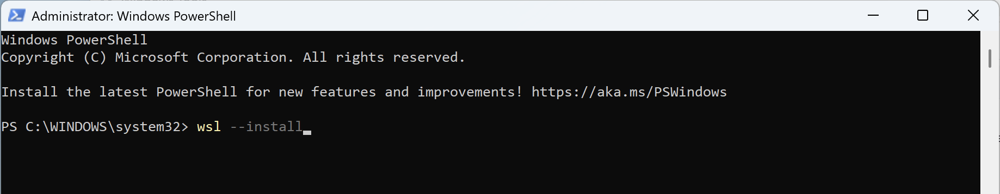 Administrator: Windows PowerShell
Windows PowerShell
Copyright (C) Microsoft Corporation. All rights reserved.
Install the latest PowerShell for new features and improvements! https://aka.ms/PSWindows
PS C:\WINDOWS\system32> wsl --install